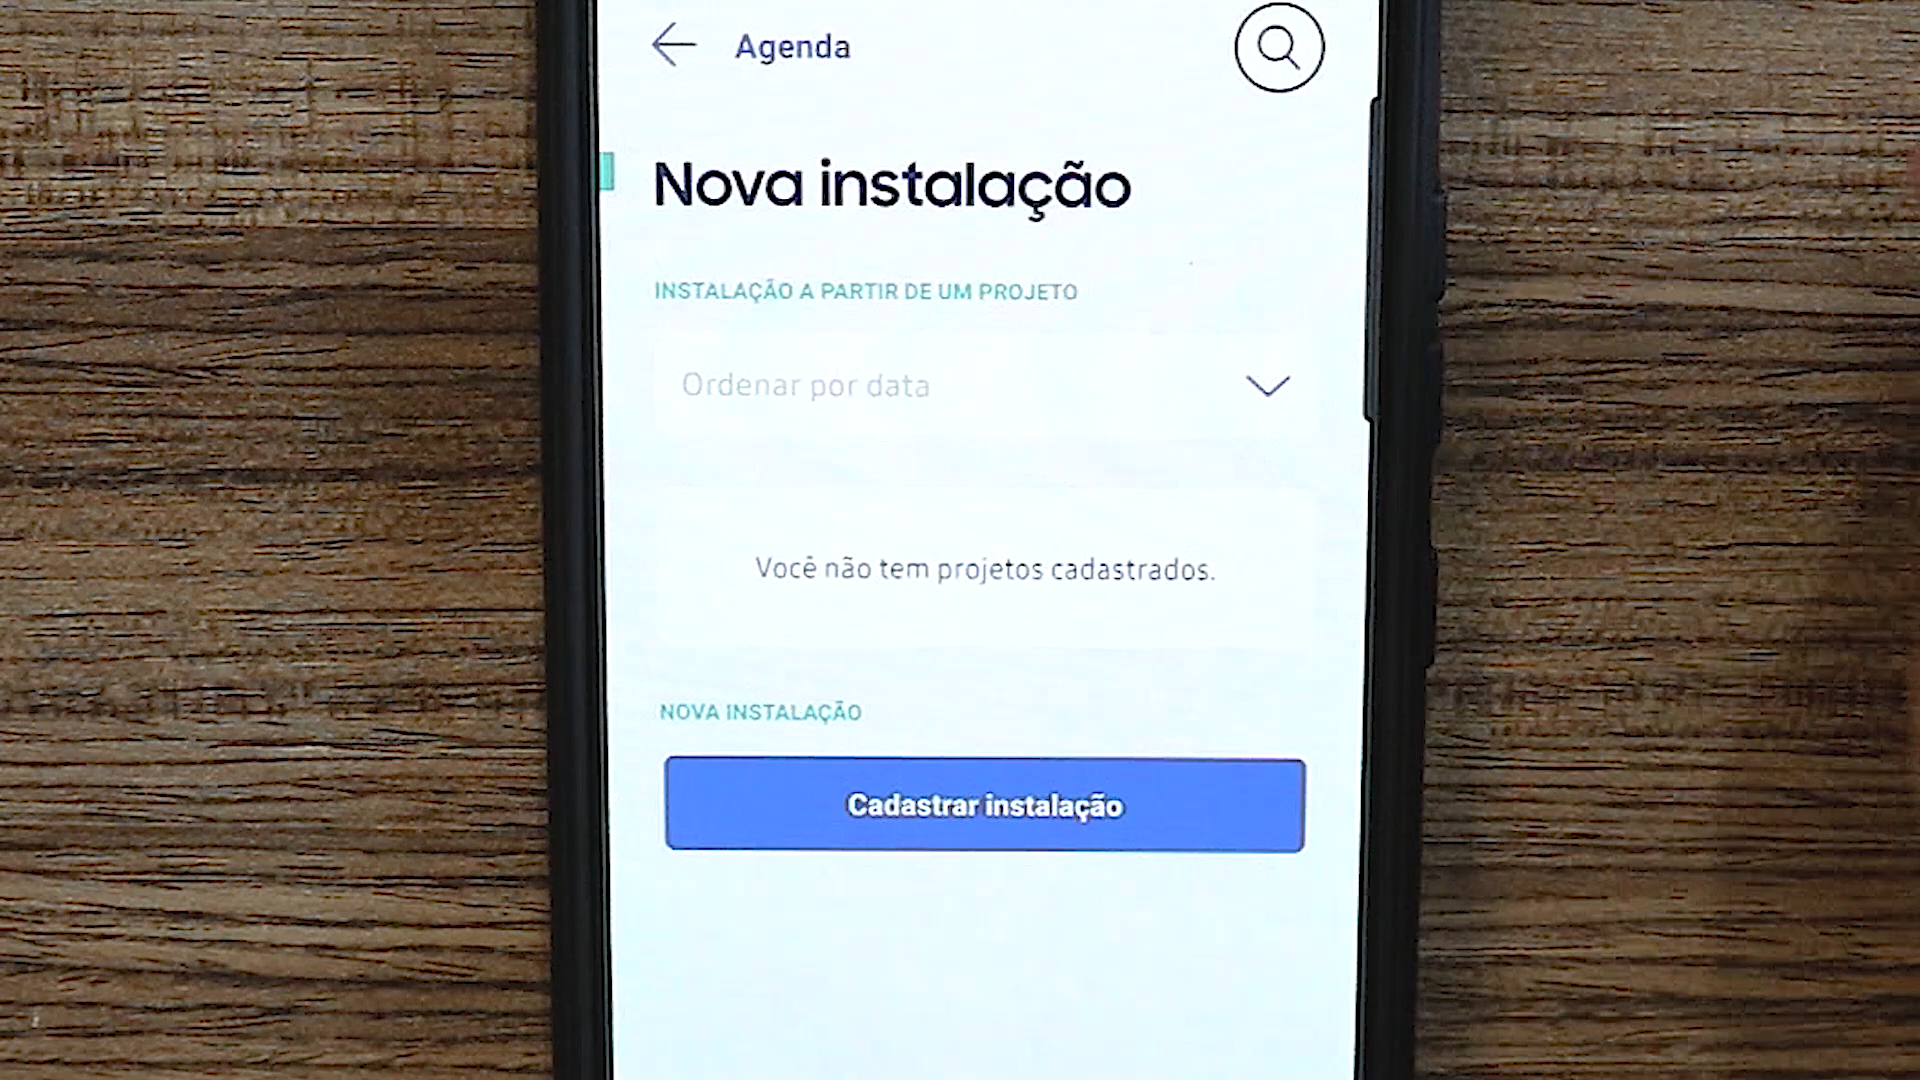 Agenda
Nova instalação
INSTALAÇÃO A PARTIR DE UM PROJETO
Ordenar por data
Você não tem projetos cadastrados.
NOVA INSTALAÇÃO
Cadastrar instalação